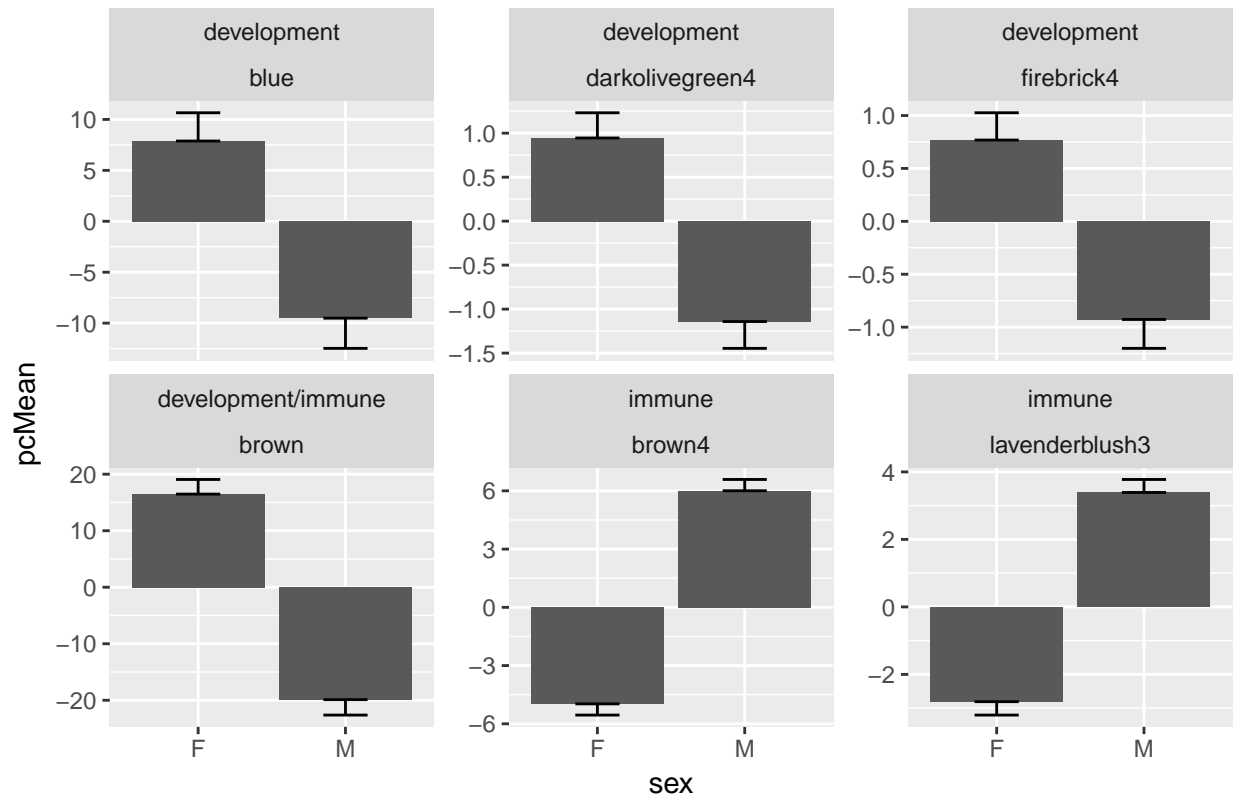 development
blue
10
5
0
−5
−10
development
darkolivegreen4
1.0
0.5
0.0
−0.5
−1.0
−1.5
development
firebrick4
1.0
0.5
0.0
−0.5
−1.0
development/immune
brown
20
10
0
−10
−20
F M
immune
brown4
6
3
0
−3
−6
F M
immune
lavenderblush3
4
2
0
−2
F M
pcMean
sex